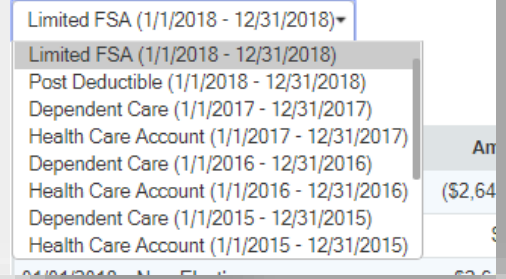 Limited FSA (1/1/2018 - 12/31/2018)
Limited FSA (1/1/2018 - 12/31/2018)
Post Deductible (1/1/2018 - 12/31/2018)
Dependent Care (1/1/2017 - 12/31/2017)
Health Care Account (1/1/2017 - 12/31/2017)
Dependent Care (1/1/2016 - 12/31/2016)
Health Care Account (1/1/2016 - 12/31/2016)
($2,64
Dependent Care (1/1/2015 - 12/31/2015)
Health Care Account (1/1/2015 - 12/31/2015)